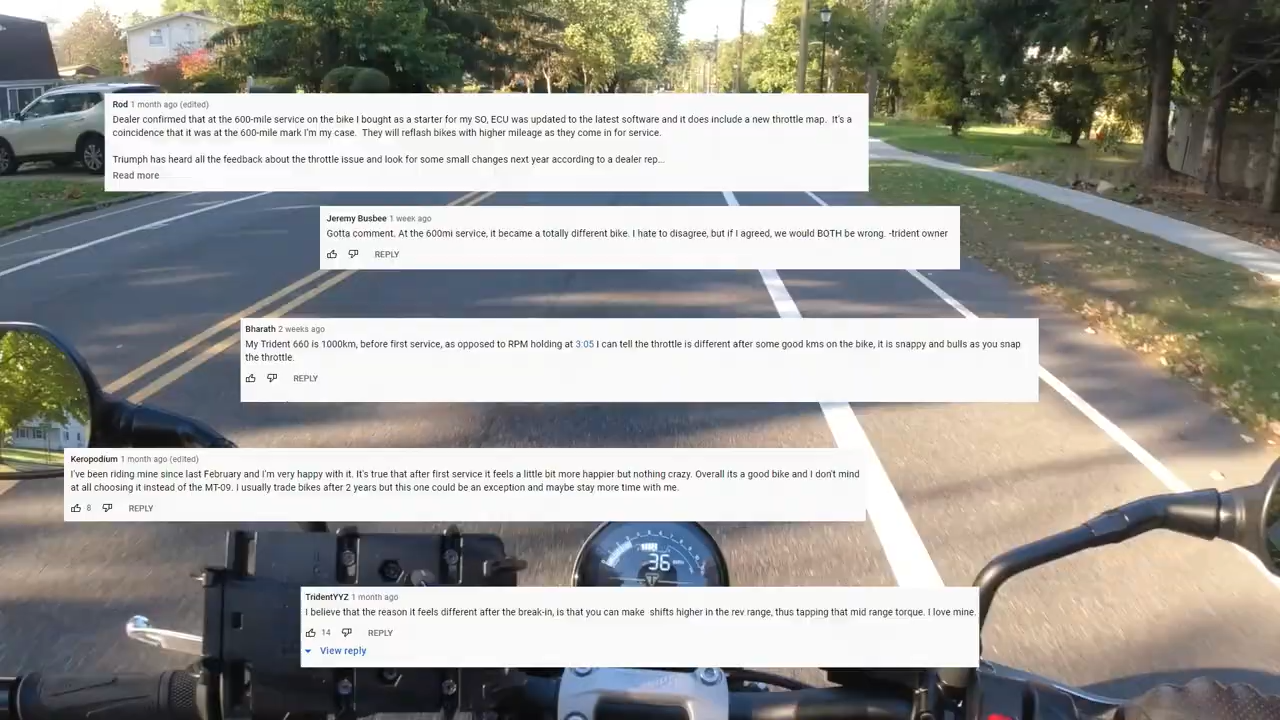 Rod 1 month ago (edited)
Dealer confirmed that at the 600-mile service on the bike I bought as a starter for my SO, ECU was updated to the latest software and it does include a new throttle map. It's a
coincidence that it was at the 600-mile mark I'm my case. They will reflash bikes with higher mileage as they come in for service.
Triumph has heard all the feedback about the throttle issue and look for some small changes next year according to a dealer rep...
Read more
Jeremy Busbee 1 week ago
Gotta comment. At the 600mi service, it became a totally different bike. I hate to disagree, but if I agreed, we would BOTH be wrong. -trident owner
REPLY
Bharath 2 weeks ago
My Trident 660 is 1000km, before first service, as opposed to RPM holding at 3:05 I can tell the throttle is different after some good kms on the bike, it is snappy and bulls as you snap
the throttle.
REPLY
Keropodium 1 month ago (edited)
I've been riding mine since last February and I'm very happy with it. It's true that after first service it feels a little bit more happier but nothing crazy. Overall its a good bike and I don't mind
at all choosing it instead of the MT-09. I usually trade bikes after 2 years but this one could be an exception and maybe stay more time with me.
8 REPLY
36
TridentYYZ 1 month ago
I believe that the reason it feels different after the break-in, is that you can make shifts higher in the rev range, thus tapping that mid range torque. I love mine.
14 REPLY
View reply